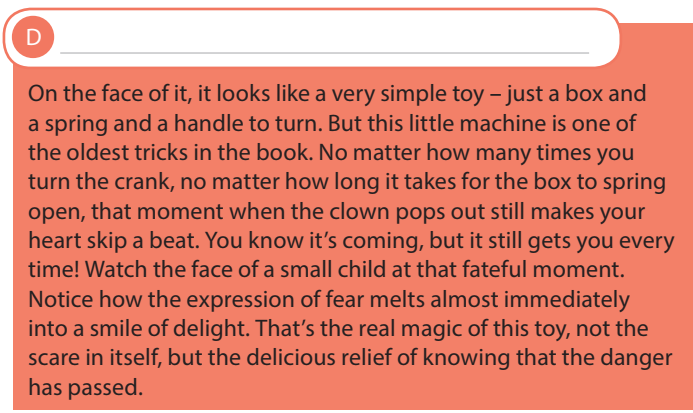 D
On the face of it, it looks like a very simple toy – just a box and
a spring and a handle to turn. But this little machine is one of
the oldest tricks in the book. No matter how many times you
turn the crank, no matter how long it takes for the box to spring
open, that moment when the clown pops out still makes your
heart skip a beat. You know it’s coming, but it still gets you every
time! Watch the face of a small child at that fateful moment.
Notice how the expression of fear melts almost immediately
into a smile of delight. That’s the real magic of this toy, not the
scare in itself, but the delicious relief of knowing that the danger
has passed.